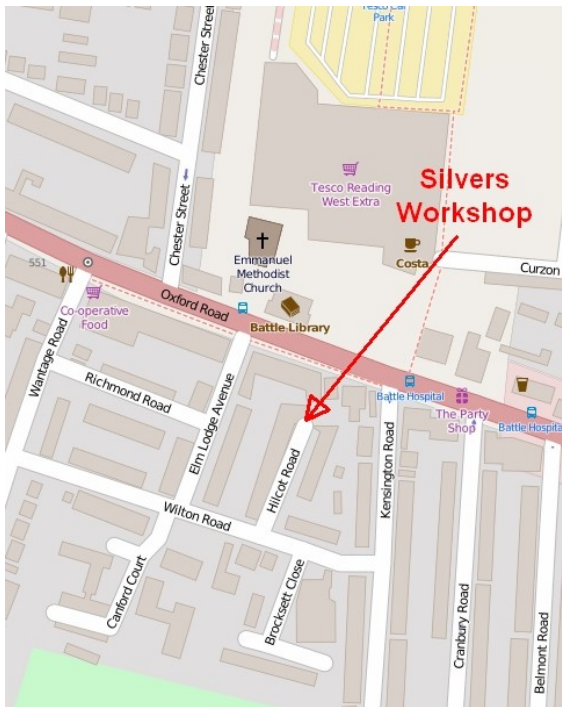 Tesco Car
Park
Chester Street
Tesco Reading
West Extra
Silvers
Workshop
Chester Street
Emmanuel
Methodist
Church
Costa
Curzon
551
Co-operative
Food
Oxford Road
Battle Library
Wantage Road
Richmond Road
Elm Lodge Avenue
Battle Hospital
The Party
Shop
Battle Hospital
Hilcot Road
Kensington Road
Wilton Road
Canford Court
Brocksett Close
Cranbury Road
Belmont Road